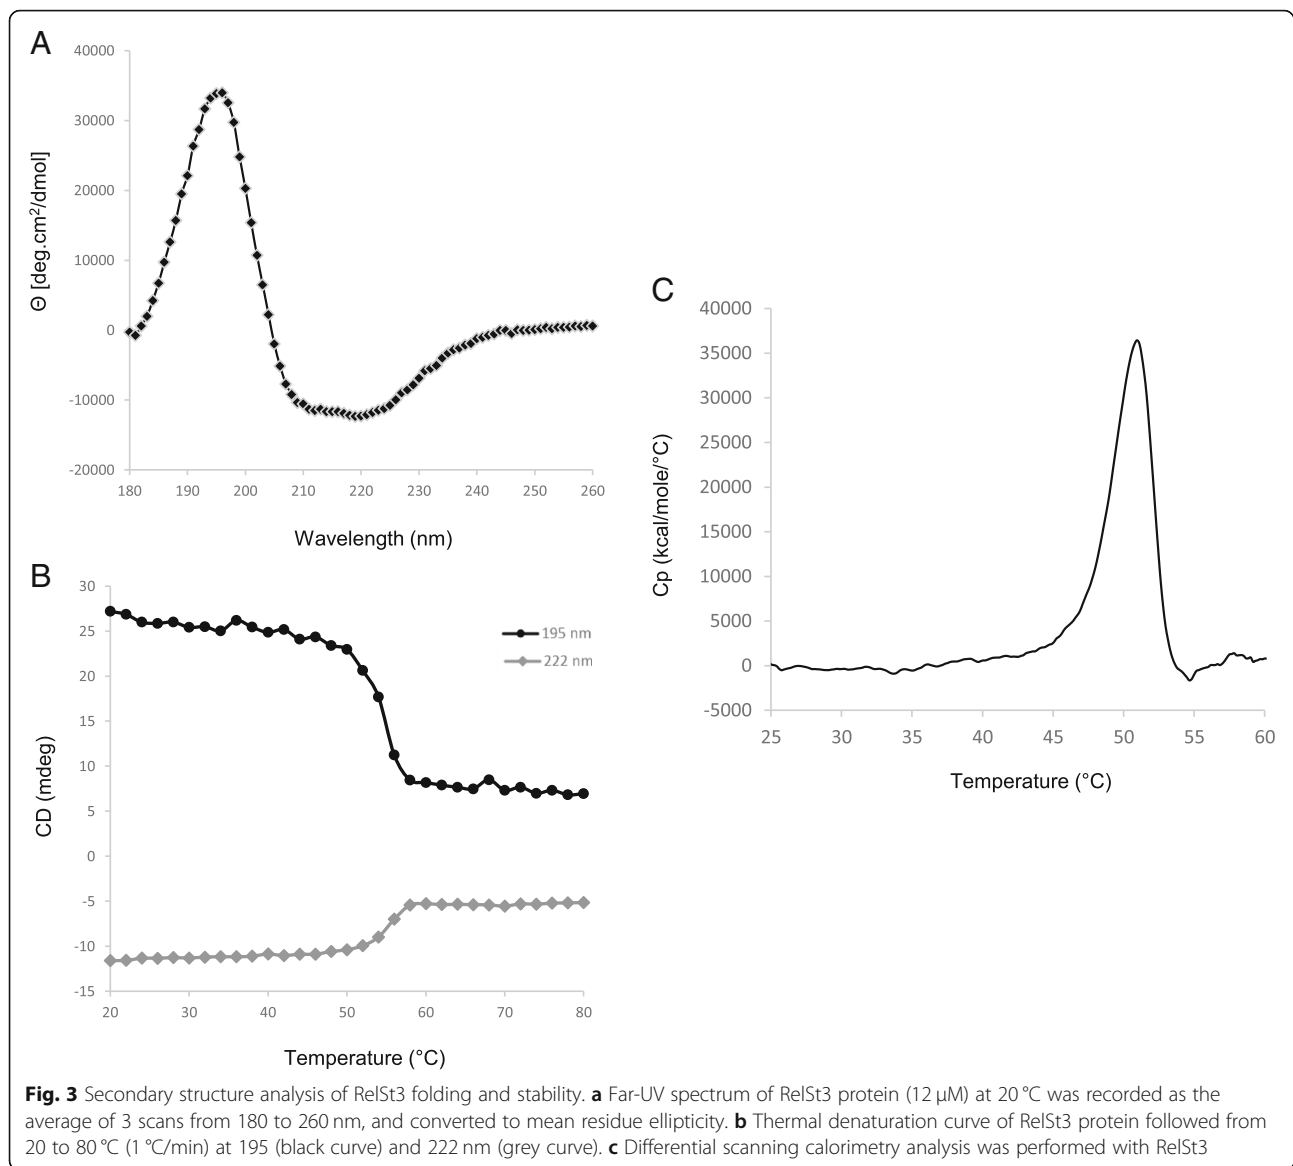 A
40000
30000
20000
10000
0
-10000
-20000
Θ [deg.cm²/dmol]
180 190 200 210 220 230 240 250 260
Wavelength (nm)
B
30
25
20
15
10
5
0
-5
-10
-15
CD (mdeg)
195 nm
222 nm
20 30 40 50 60 70 80
Temperature (°C)
C
40000
35000
30000
25000
20000
15000
10000
5000
0
-5000
Cp (kcal/mole/°C)
25 30 35 40 45 50 55 60
Temperature (°C)
Fig. 3 Secondary structure analysis of RelSt3 folding and stability. a Far-UV spectrum of RelSt3 protein (12 μM) at 20 °C was recorded as the
average of 3 scans from 180 to 260 nm, and converted to mean residue ellipticity. b Thermal denaturation curve of RelSt3 protein followed from
20 to 80 °C (1 °C/min) at 195 (black curve) and 222 nm (grey curve). c Differential scanning calorimetry analysis was performed with RelSt3